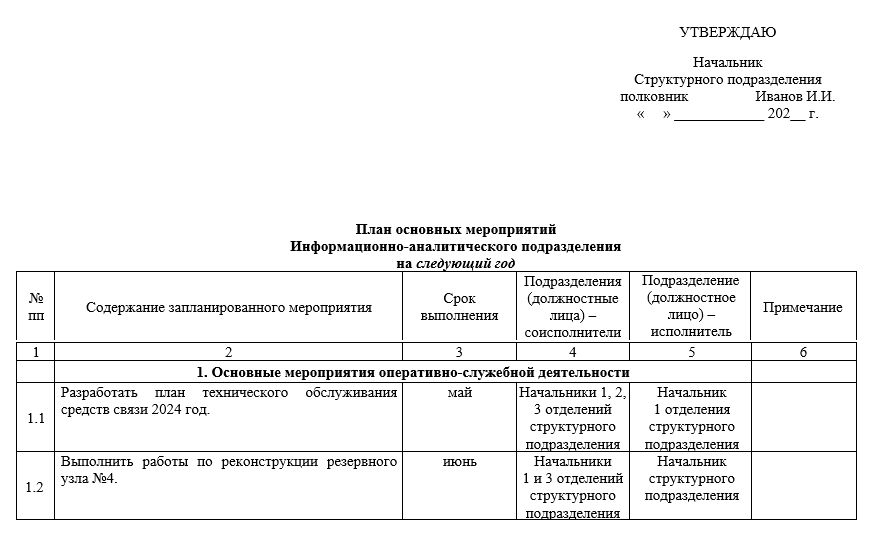 УТВЕРЖДАЮ
Начальник
Структурного подразделения
полковник Иванов И.И.
« » ____________ 202__ г.
План основных мероприятий
Информационно-аналитического подразделения
на следующий год
№
пп
Содержание запланированного мероприятия
Срок
выполнения
Подразделения
(должностные
лица) –
соисполнители
Подразделение
(должностное
лицо) –
исполнитель
Примечание
1 2 3 4 5 6
1. Основные мероприятия оперативно-служебной деятельности
1.1
Разработать план технического обслуживания
средств связи 2024 год.
май
Начальники 1, 2,
3 отделений
структурного
подразделения
Начальник
1 отделения
структурного
подразделения
1.2
Выполнить работы по реконструкции резервного
узла №4.
июнь
Начальники
1 и 3 отделений
структурного
подразделения
Начальник
структурного
подразделения